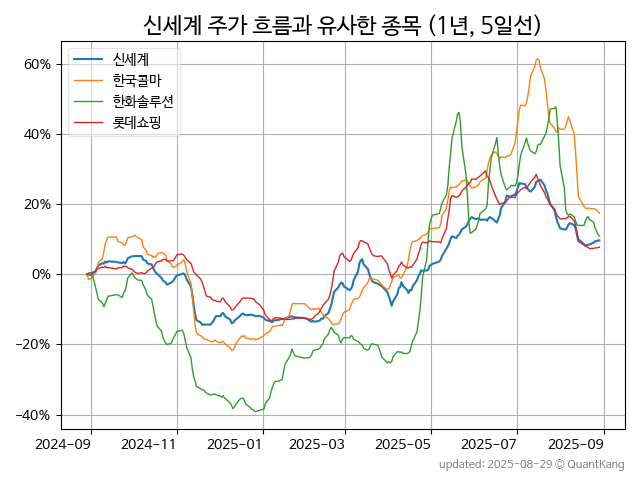 신세계 주가 흐름과 유사한 종목 (1년, 5일선)
신세계
한국콜마
한화솔루션
롯데쇼핑
60%
40%
20%
0%
−20%
−40%
2024-09 2024-11 2025-01 2025-03 2025-05 2025-07 2025-09
updated: 2025-08-29 © QuantKang